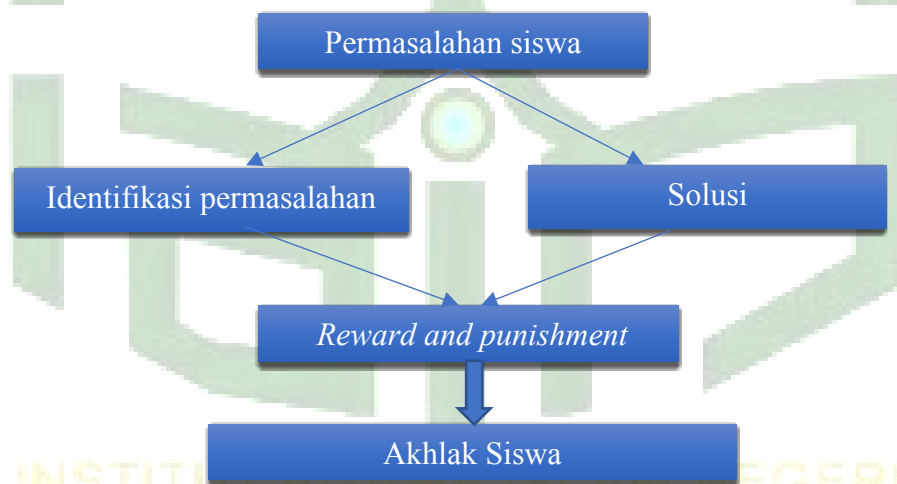 Permasalahan siswa
Identifikasi permasalahan
Solusi
Reward and punishment
Akhlak Siswa